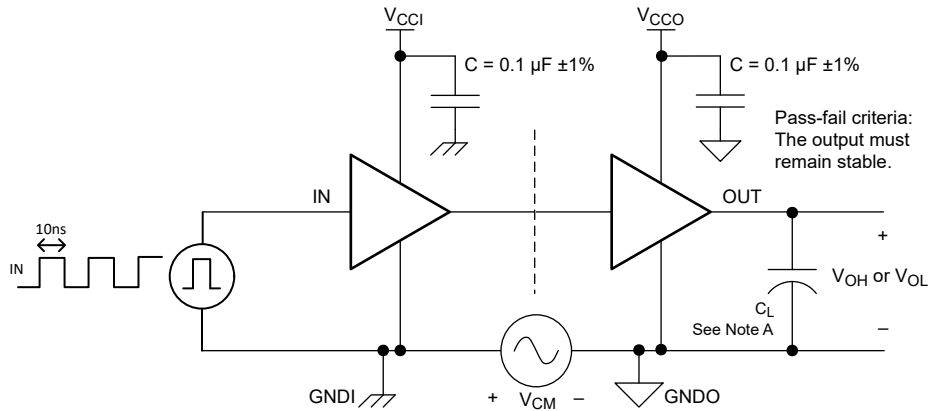 V_CCI
V_CCO
C = 0.1 µF ±1%
C = 0.1 µF ±1%
Pass-fail criteria:
The output must
remain stable.
IN
OUT
10ns
IN
+
V_OH or V_OL
C_L
See Note A
–
GNDI
+ V_CM –
GNDO